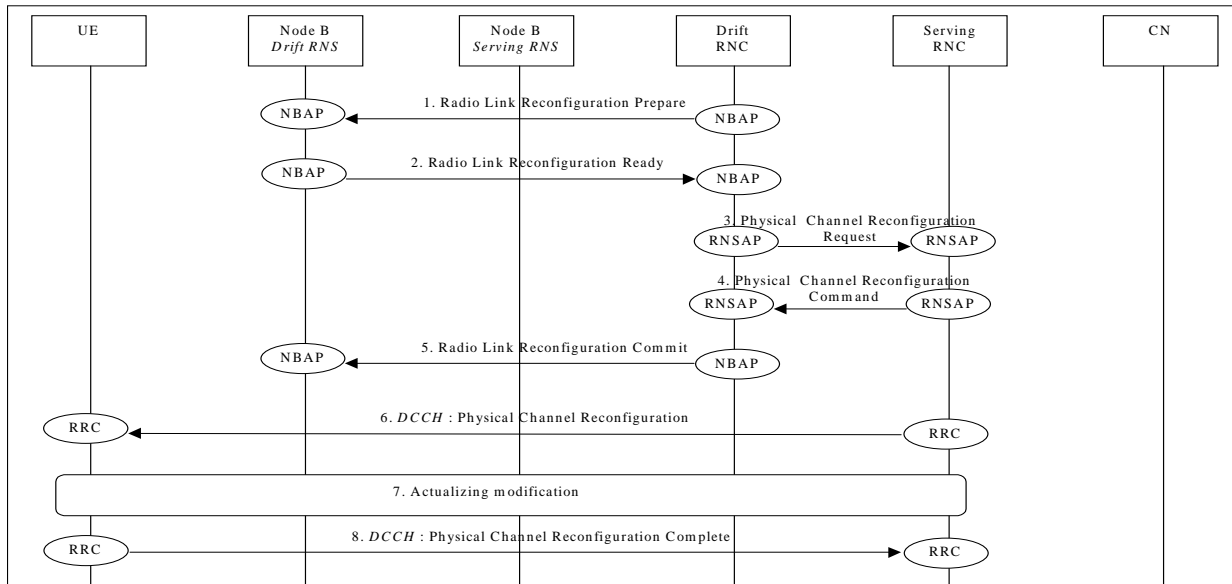 UE
Node B
Drift RNS
Node B
Serving RNS
Drift
RNC
Serving
RNC
CN
1. Radio Link Reconfiguration Prepare
NBAP
NBAP
2. Radio Link Reconfiguration Ready
NBAP
NBAP
3. Physical Channel Reconfiguration
Request
RNSAP
RNSAP
4. Physical Channel Reconfiguration
Command
RNSAP
RNSAP
5. Radio Link Reconfiguration Commit
NBAP
NBAP
6. DCCH : Physical Channel Reconfiguration
RRC
RRC
7. Actualizing modification
8. DCCH : Physical Channel Reconfiguration Complete
RRC
RRC